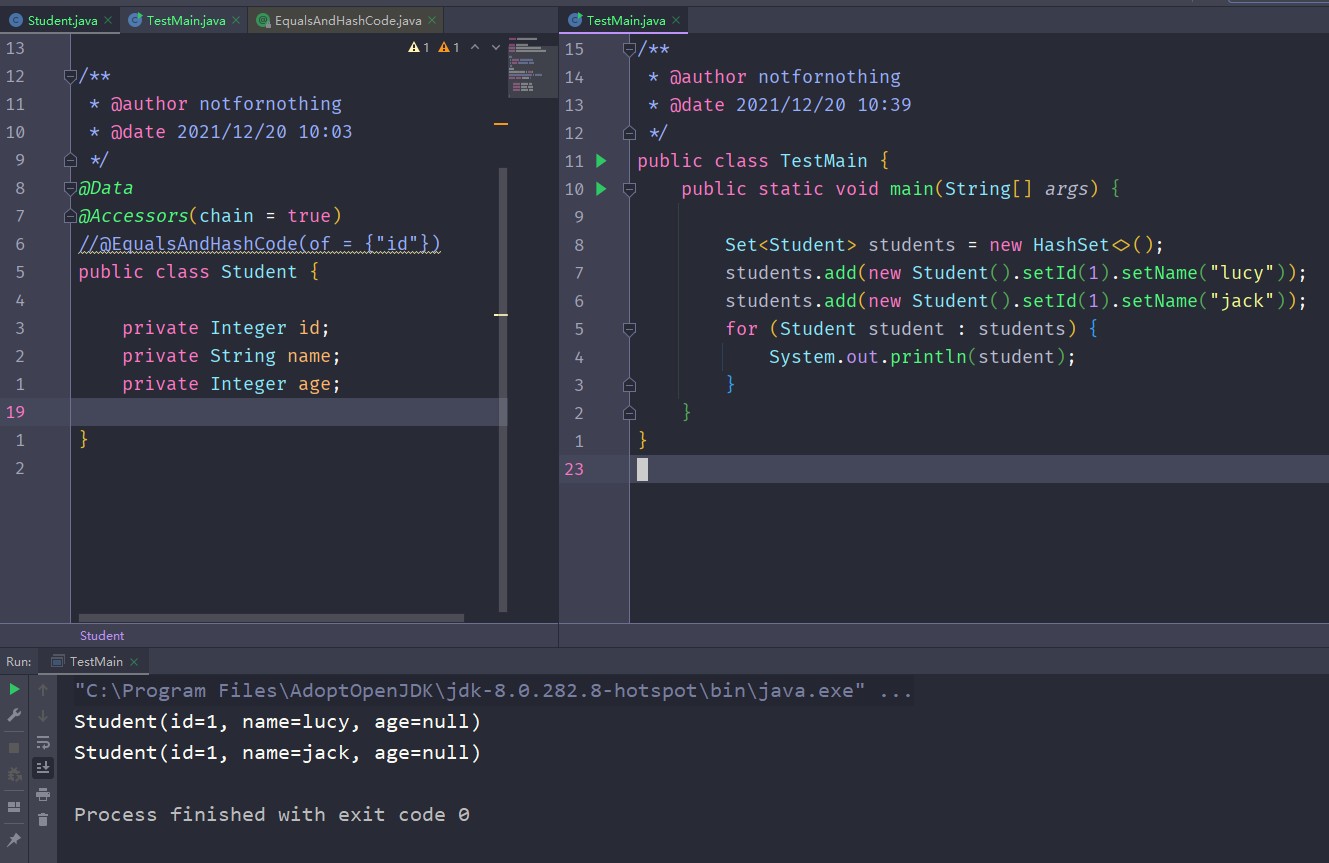 Student.java TestMain.java EqualsAndHashCode.java
1 1
13
12 /**
11 * @author notfornothing
10 * @date 2021/12/20 10:03
9 */
8 @Data
7 @Accessors(chain = true)
6 //@EqualsAndHashCode(of = {"id"})
5 public class Student {
4
3 private Integer id;
2 private String name;
1 private Integer age;
19
1 }
2
Student
TestMain.java
15 /**
14 * @author notfornothing
13 * @date 2021/12/20 10:39
12 */
11 public class TestMain {
10 public static void main(String[] args) {
9
8 Set<Student> students = new HashSet<>();
7 students.add(new Student().setId(1).setName("lucy"));
6 students.add(new Student().setId(1).setName("jack"));
5 for (Student student : students) {
4 System.out.println(student);
3 }
2 }
1 }
23
Run: TestMain
"C:\Program Files\AdoptOpenJDK\jdk-8.0.282.8-hotspot\bin\java.exe" ...
Student(id=1, name=lucy, age=null)
Student(id=1, name=jack, age=null)
Process finished with exit code 0